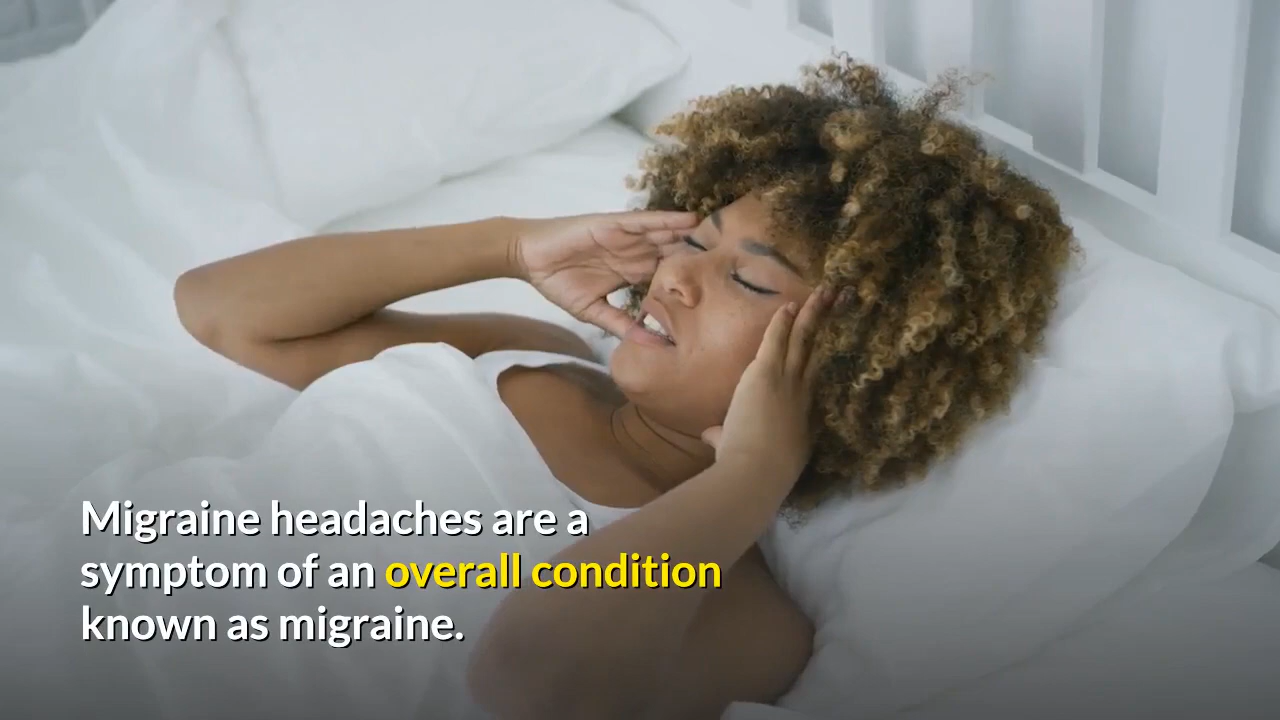 Migraine headaches are a
symptom of an overall condition
known as migraine.